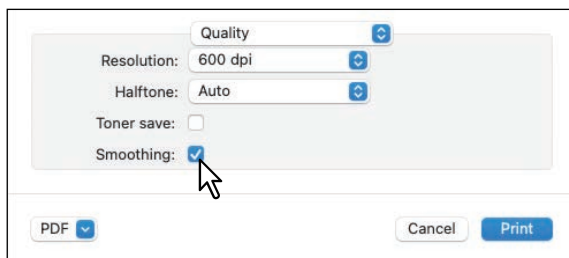 Quality
Resolution: 600 dpi
Halftone: Auto
Toner save:
Smoothing:
PDF Cancel Print